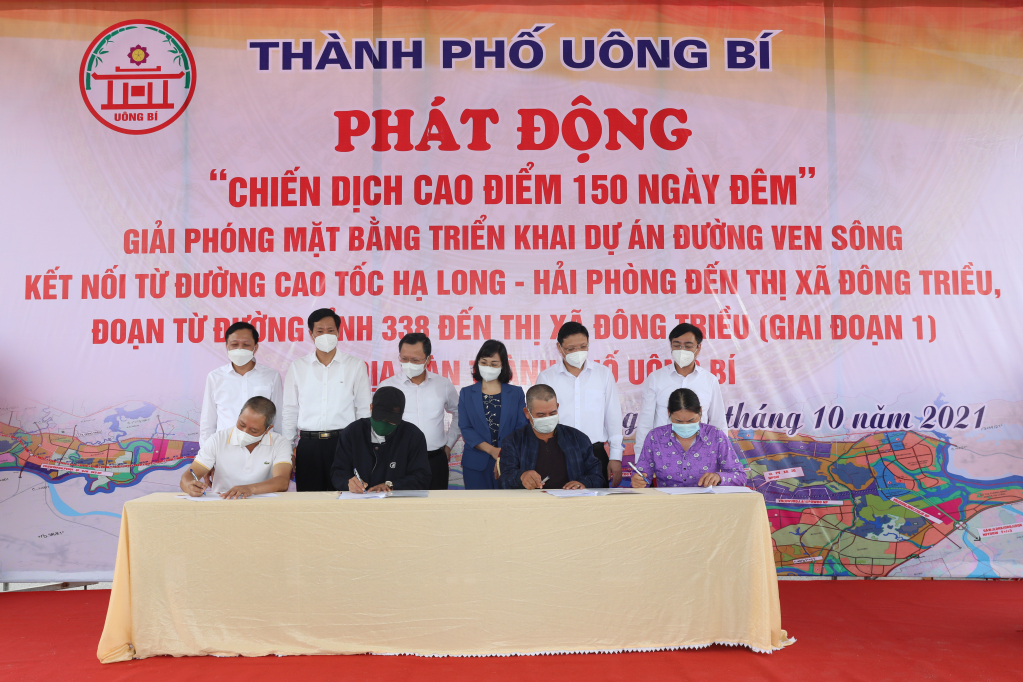 THÀNH PHỐ UÔNG BÍ
UÔNG BÍ
PHÁT ĐỘNG
“CHIẾN DỊCH CAO ĐIỂM 150 NGÀY ĐÊM”
GIẢI PHÓNG MẶT BẰNG TRIỂN KHAI DỰ ÁN ĐƯỜNG VEN SÔNG
KẾT NỐI TỪ ĐƯỜNG CAO TỐC HẠ LONG - HẢI PHÒNG ĐẾN THỊ XÃ ĐÔNG TRIỀU,
ĐOẠN TỪ ĐƯỜNG 338 ĐẾN THỊ XÃ ĐÔNG TRIỀU (GIAI ĐOẠN 1)
PHỐ UÔNG BÍ
tháng 10 năm 2021